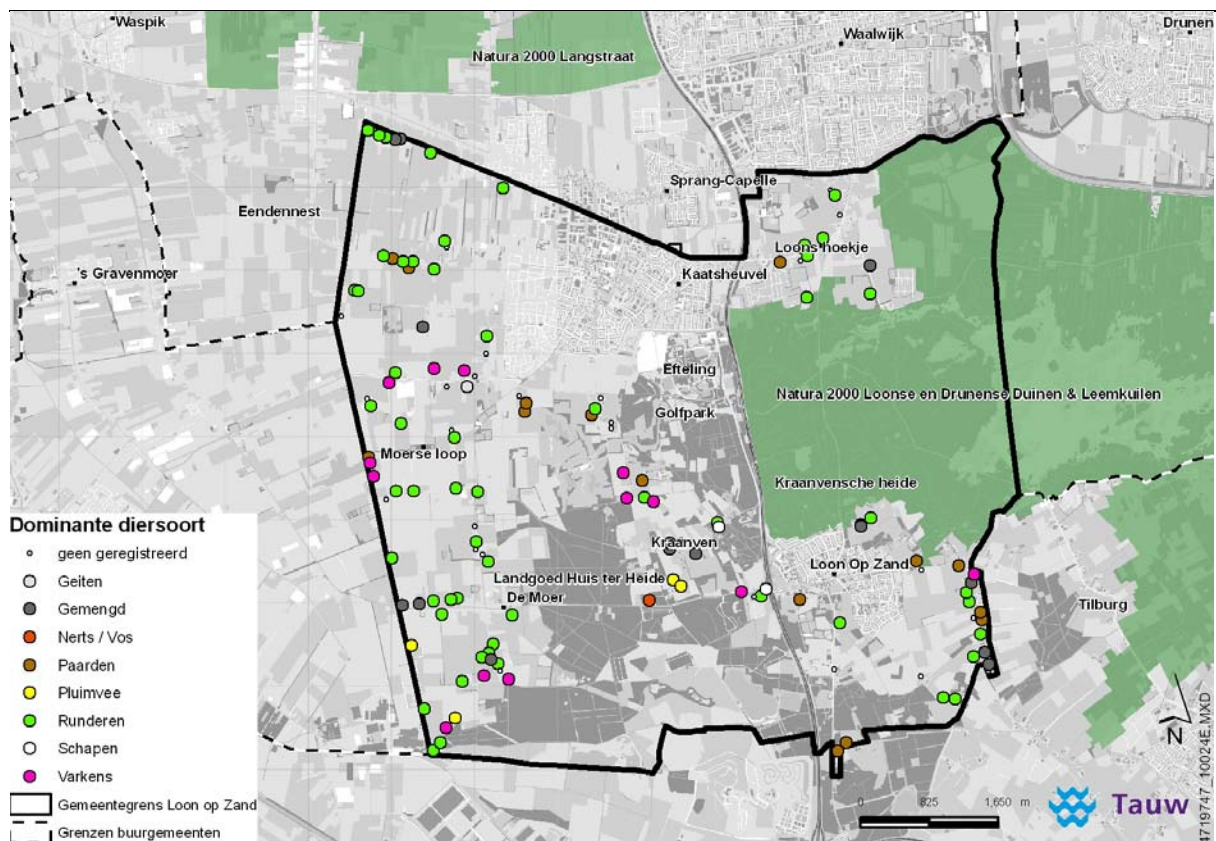 Waspik
Natura 2000 Langstraat
Waalwijk
Drunen
Sprang-Capelle
Eendennest
Loons hoekje
's Gravenmoer
Kaatsheuvel
Efteling
Golfpark
Natura 2000 Loonse en Drunense Duinen & Leemkuilen
Moerse loop
Kraanvensche heide
Kraanven
Loon Op Zand
Landgoed Huis ter Heide
De Moer
Tilburg
Dominante diersoort
geen geregistreerd
Geiten
Gemengd
Nerts / Vos
Paarden
Pluimvee
Runderen
Schapen
Varkens
Gemeentegrens Loon op Zand
Grenzen buurgemeenten
N
0 825 1,650 m
Tauw
4719747_10024E.MXD